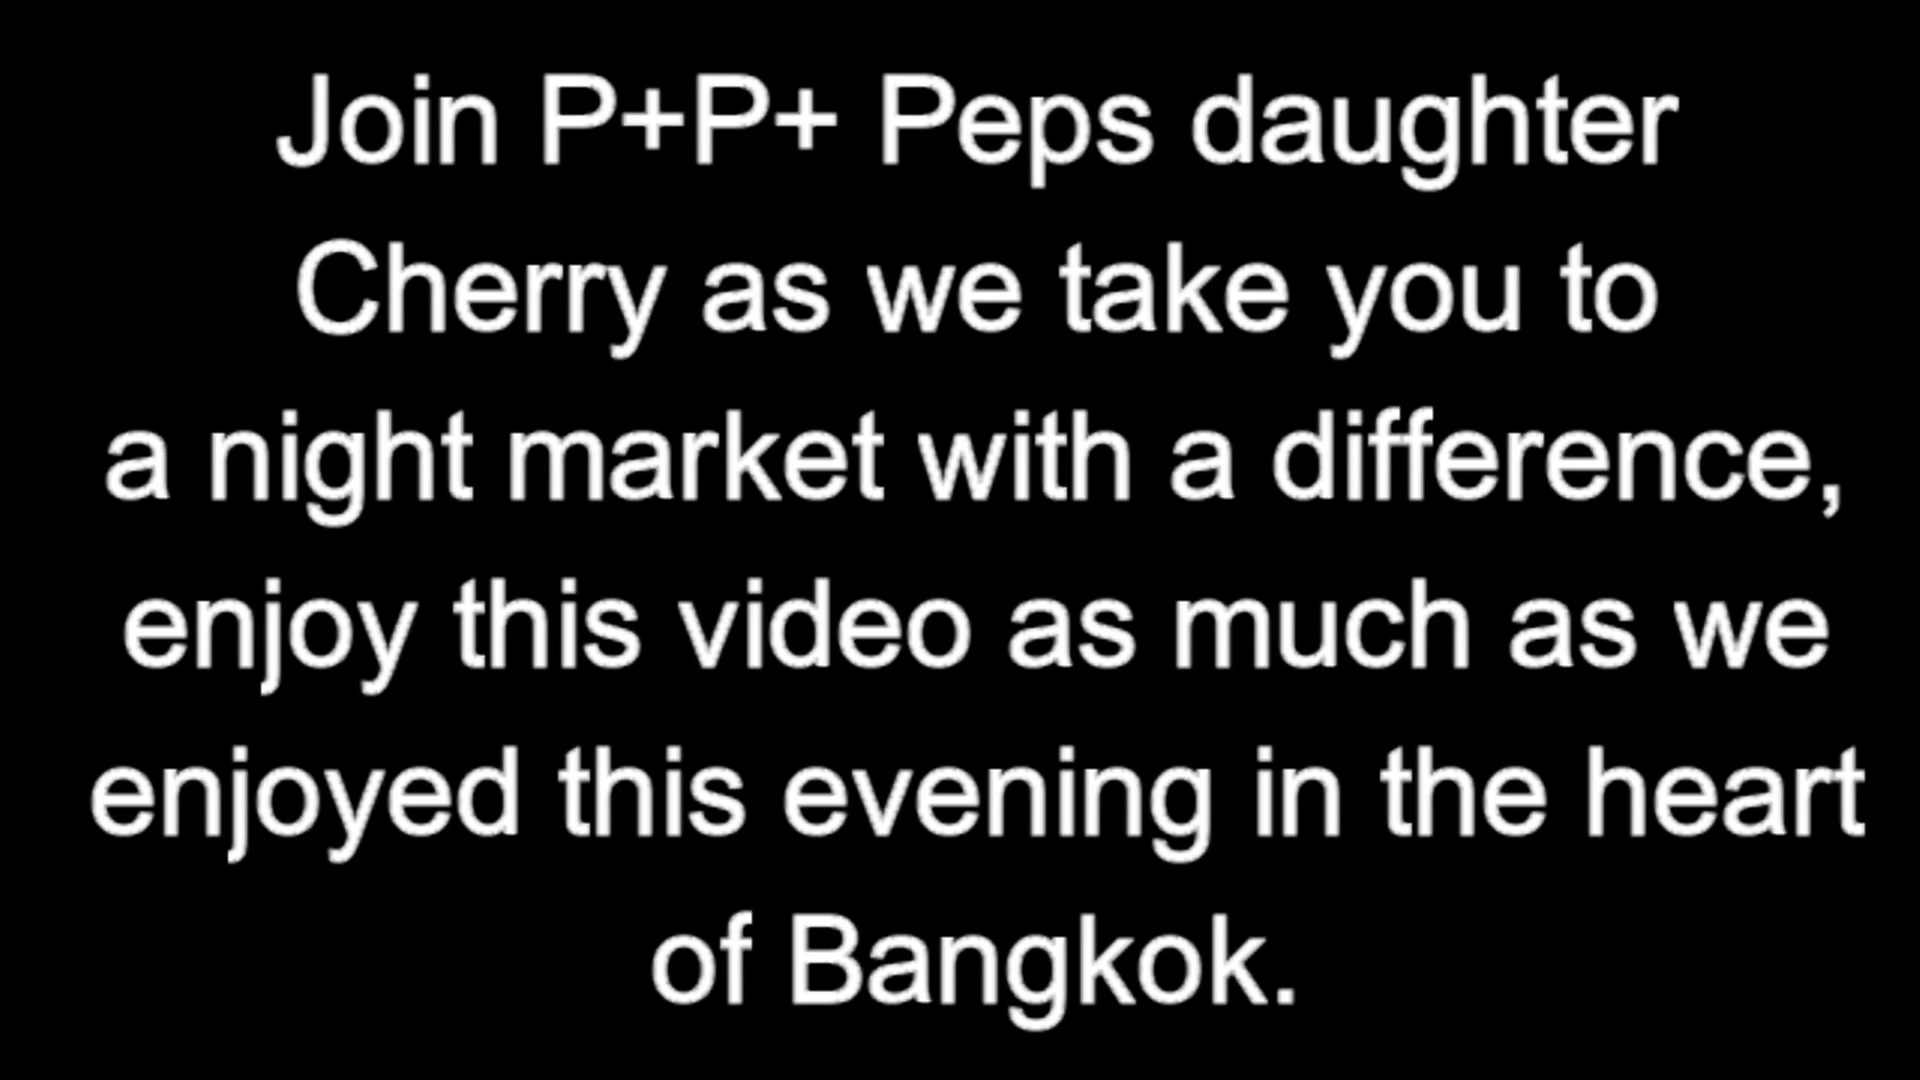 Join P+P+ Peps daughter
Cherry as we take you to
a night market with a difference,
enjoy this video as much as we
enjoyed this evening in the heart
of Bangkok.